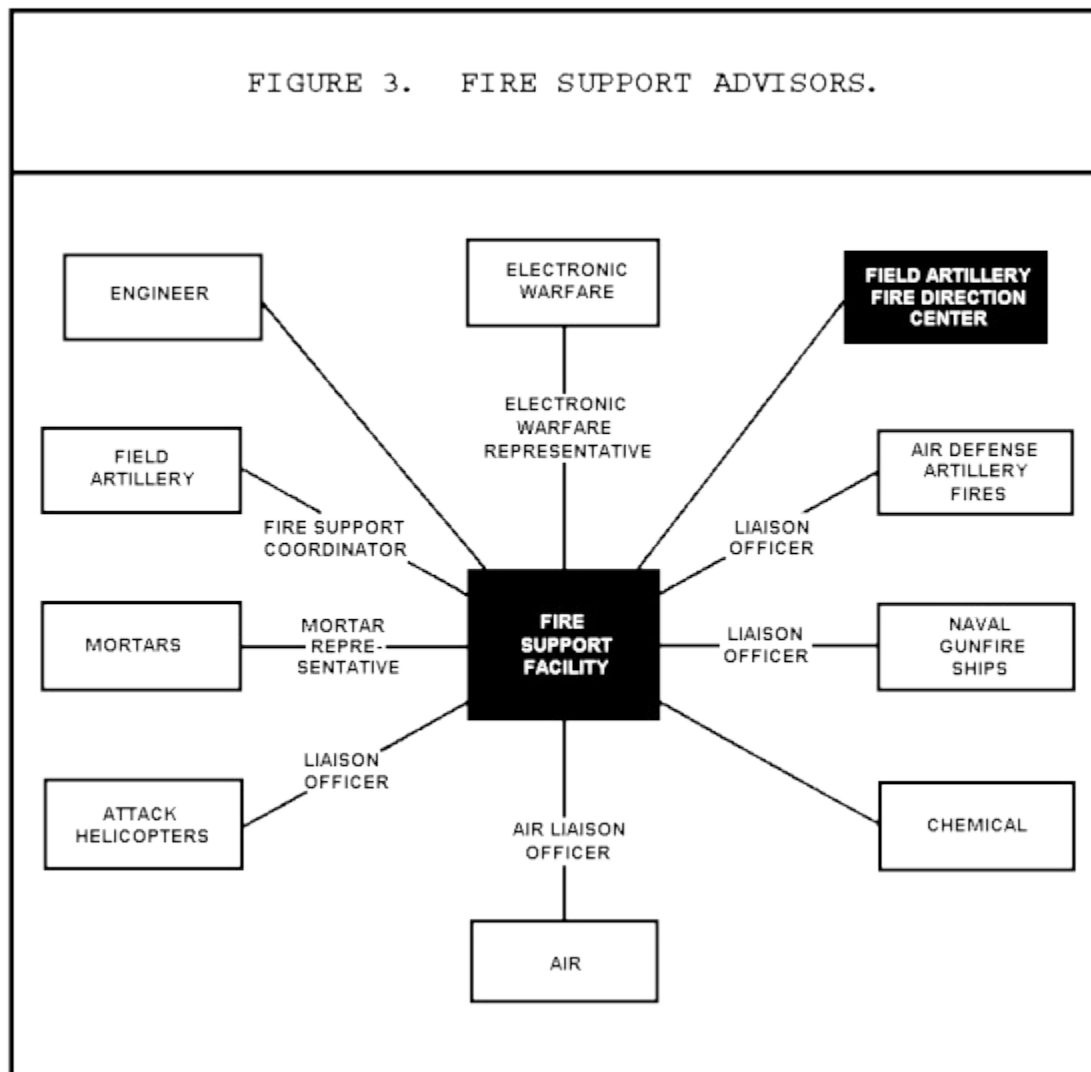 FIGURE 3. FIRE SUPPORT ADVISORS.
ENGINEER
ELECTRONIC
WARFARE
FIELD ARTILLERY
FIRE DIRECTION
CENTER
ELECTRONIC
WARFARE
REPRESENTATIVE
FIELD
ARTILLERY
AIR DEFENSE
ARTILLERY
FIRES
FIRE SUPPORT
COORDINATOR
LIAISON
OFFICER
MORTARS
MORTAR
REPRE-
SENTATIVE
FIRE
SUPPORT
FACILITY
LIAISON
OFFICER
NAVAL
GUNFIRE
SHIPS
LIAISON
OFFICER
ATTACK
HELICOPTERS
AIR LIAISON
OFFICER
CHEMICAL
AIR